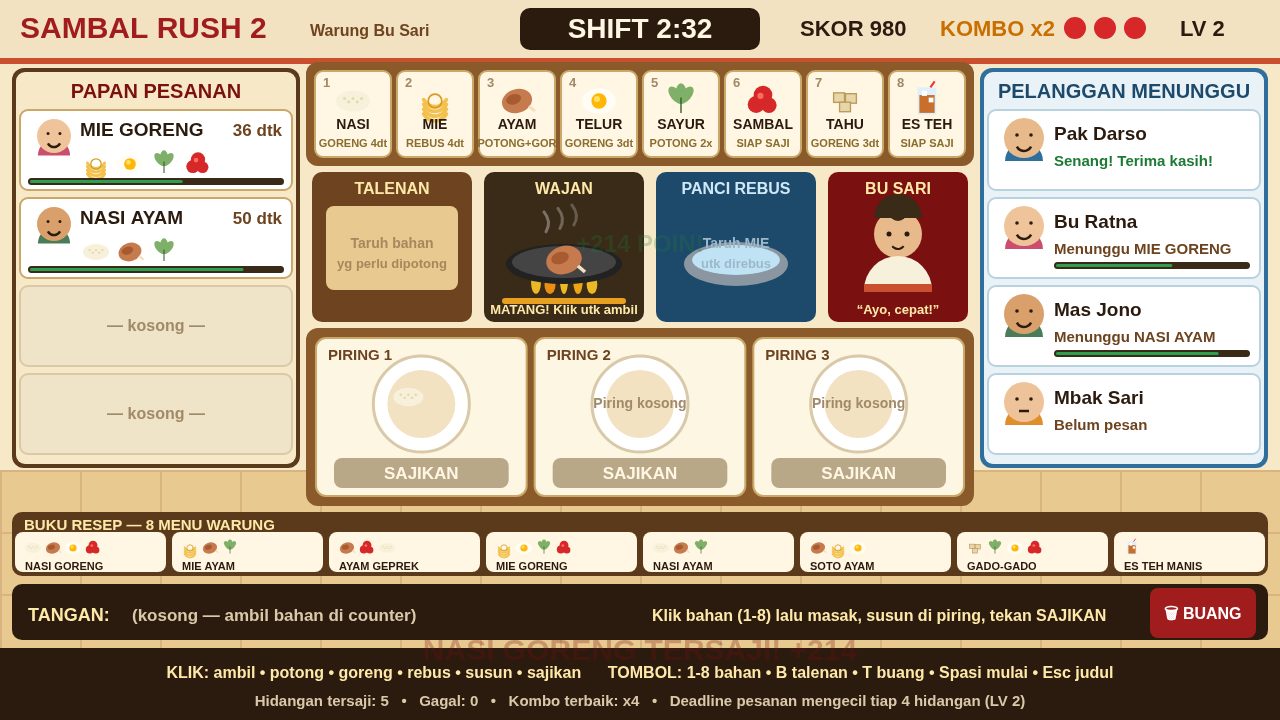 SAMBAL RUSH 2
Warung Bu Sari
SHIFT 2:32
SKOR 980
KOMBO x2
LV 2
PAPAN PESANAN
MIE GORENG 36 dtk
NASI AYAM 50 dtk
— kosong —
— kosong —
1 NASI GORENG 4dt
2 MIE REBUS 4dt
3 AYAM POTONG+GOR
4 TELUR GORENG 3dt
5 SAYUR POTONG 2x
6 SAMBAL SIAP SAJI
7 TAHU GORENG 3dt
8 ES TEH SIAP SAJI
TALENAN
Taruh bahan
yg perlu dipotong
WAJAN
MATANG! Klik utk ambil
+214 POIN
PANCI REBUS
Taruh MIE
utk direbus
BU SARI
“Ayo, cepat!”
PIRING 1
SAJIKAN
PIRING 2
Piring kosong
SAJIKAN
PIRING 3
Piring kosong
SAJIKAN
PELANGGAN MENUNGGU
Pak Darso
Senang! Terima kasih!
Bu Ratna
Menunggu MIE GORENG
Mas Jono
Menunggu NASI AYAM
Mbak Sari
Belum pesan
BUKU RESEP — 8 MENU WARUNG
NASI GORENG
MIE AYAM
AYAM GEPREK
MIE GORENG
NASI AYAM
SOTO AYAM
GADO-GADO
ES TEH MANIS
TANGAN: (kosong — ambil bahan di counter)
Klik bahan (1-8) lalu masak, susun di piring, tekan SAJIKAN
BUANG
NASI GORENG TERSAJI! +214
KLIK: ambil • potong • goreng • rebus • susun • sajikan TOMBOL: 1-8 bahan • B talenan • T buang • Spasi mulai • Esc judul
Hidangan tersaji: 5 • Gagal: 0 • Kombo terbaik: x4 • Deadline pesanan mengecil tiap 4 hidangan (LV 2)